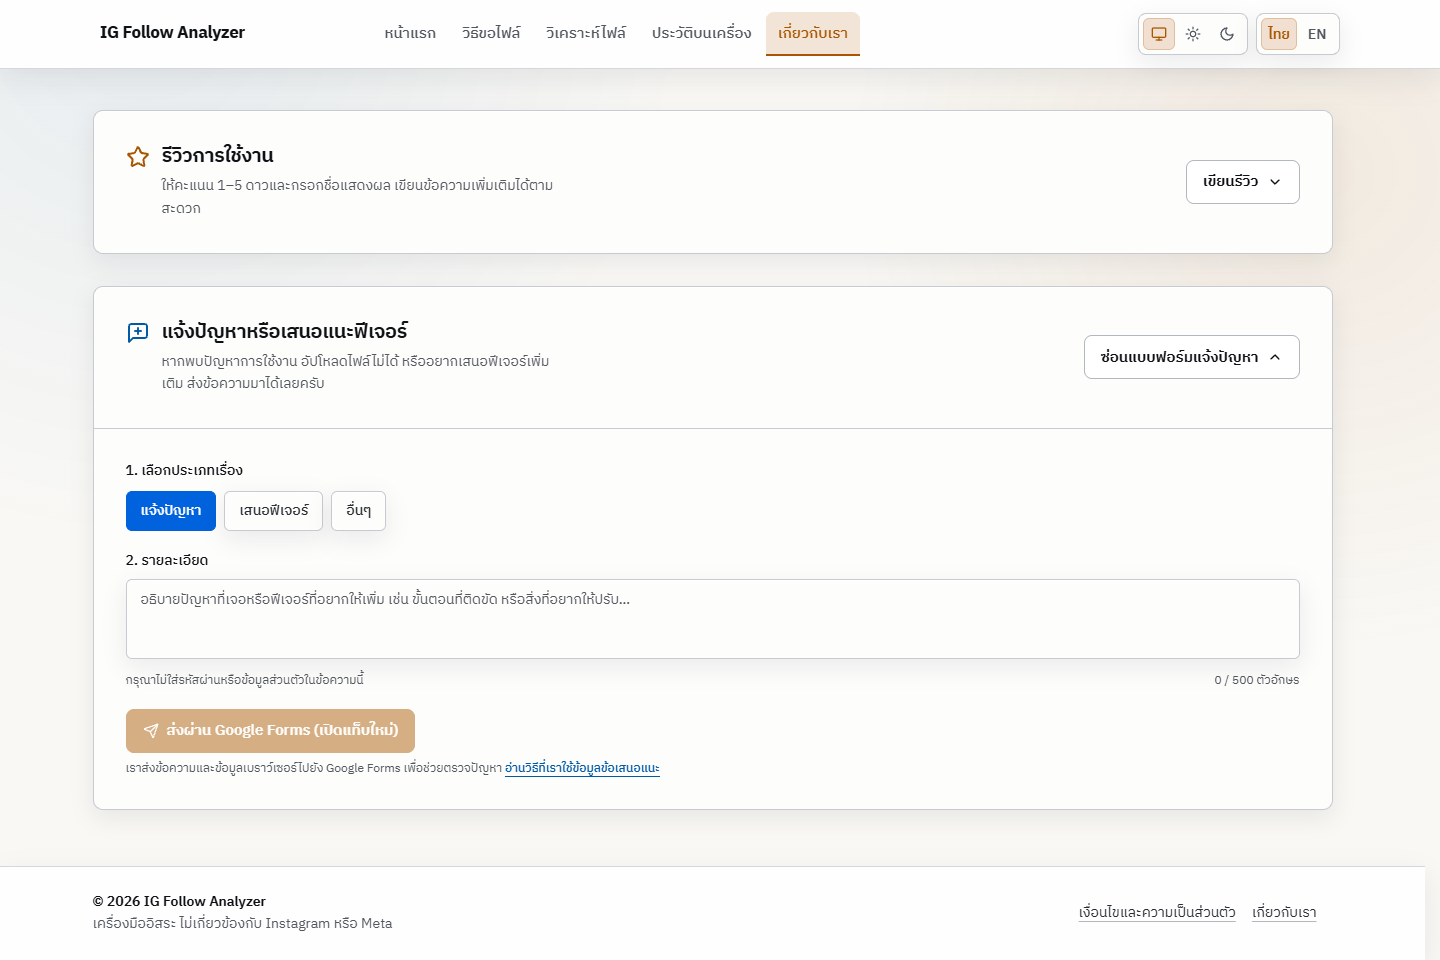 IG Follow Analyzer
หน้าแรก
วิธีขอไฟล์
วิเคราะห์ไฟล์
ประวัติบนเครื่อง
เกี่ยวกับเรา
ไทย
EN
รีวิวการใช้งาน
ให้คะแนน 1–5 ดาวและกรอกชื่อแสดงผล เขียนข้อความเพิ่มเติมได้ตาม
สะดวก
เขียนรีวิว
แจ้งปัญหาหรือเสนอแนะฟีเจอร์
หากพบปัญหาการใช้งาน อัปโหลดไฟล์ไม่ได้ หรืออยากเสนอฟีเจอร์เพิ่ม
เติม ส่งข้อความมาได้เลยครับ
ซ่อนแบบฟอร์มแจ้งปัญหา
1. เลือกประเภทเรื่อง
แจ้งปัญหา
เสนอฟีเจอร์
อื่นๆ
2. รายละเอียด
อธิบายปัญหาที่เจอหรือฟีเจอร์ที่อยากให้เพิ่ม เช่น ขั้นตอนที่ติดขัด หรือสิ่งที่อยากให้ปรับ...
กรุณาไม่ใส่รหัสผ่านหรือข้อมูลส่วนตัวในข้อความนี้
0 / 500 ตัวอักษร
ส่งผ่าน Google Forms (เปิดแท็บใหม่)
เราส่งข้อความและข้อมูลเบราว์เซอร์ไปยัง Google Forms เพื่อช่วยตรวจปัญหา อ่านวิธีที่เราใช้ข้อมูลข้อเสนอแนะ
© 2026 IG Follow Analyzer
เครื่องมืออิสระ ไม่เกี่ยวข้องกับ Instagram หรือ Meta
เงื่อนไขและความเป็นส่วนตัว
เกี่ยวกับเรา